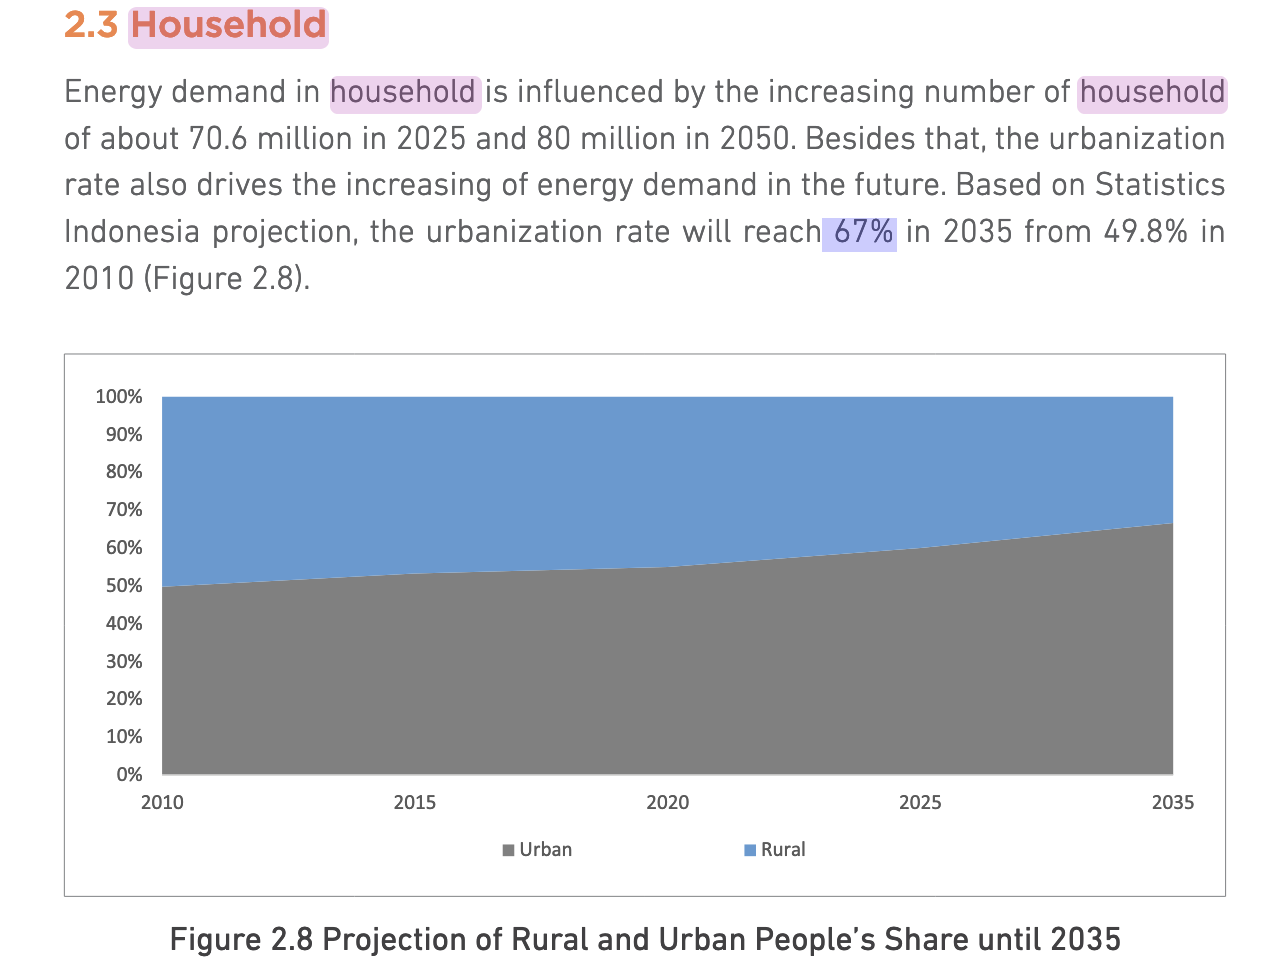 2.3 Household
Energy demand in household is influenced by the increasing number of household
of about 70.6 million in 2025 and 80 million in 2050. Besides that, the urbanization
rate also drives the increasing of energy demand in the future. Based on Statistics
Indonesia projection, the urbanization rate will reach 67% in 2035 from 49.8% in
2010 (Figure 2.8).
100%
90%
80%
70%
60%
50%
40%
30%
20%
10%
0%
2010 2015 2020 2025 2035
Urban Rural
Figure 2.8 Projection of Rural and Urban People's Share until 2035